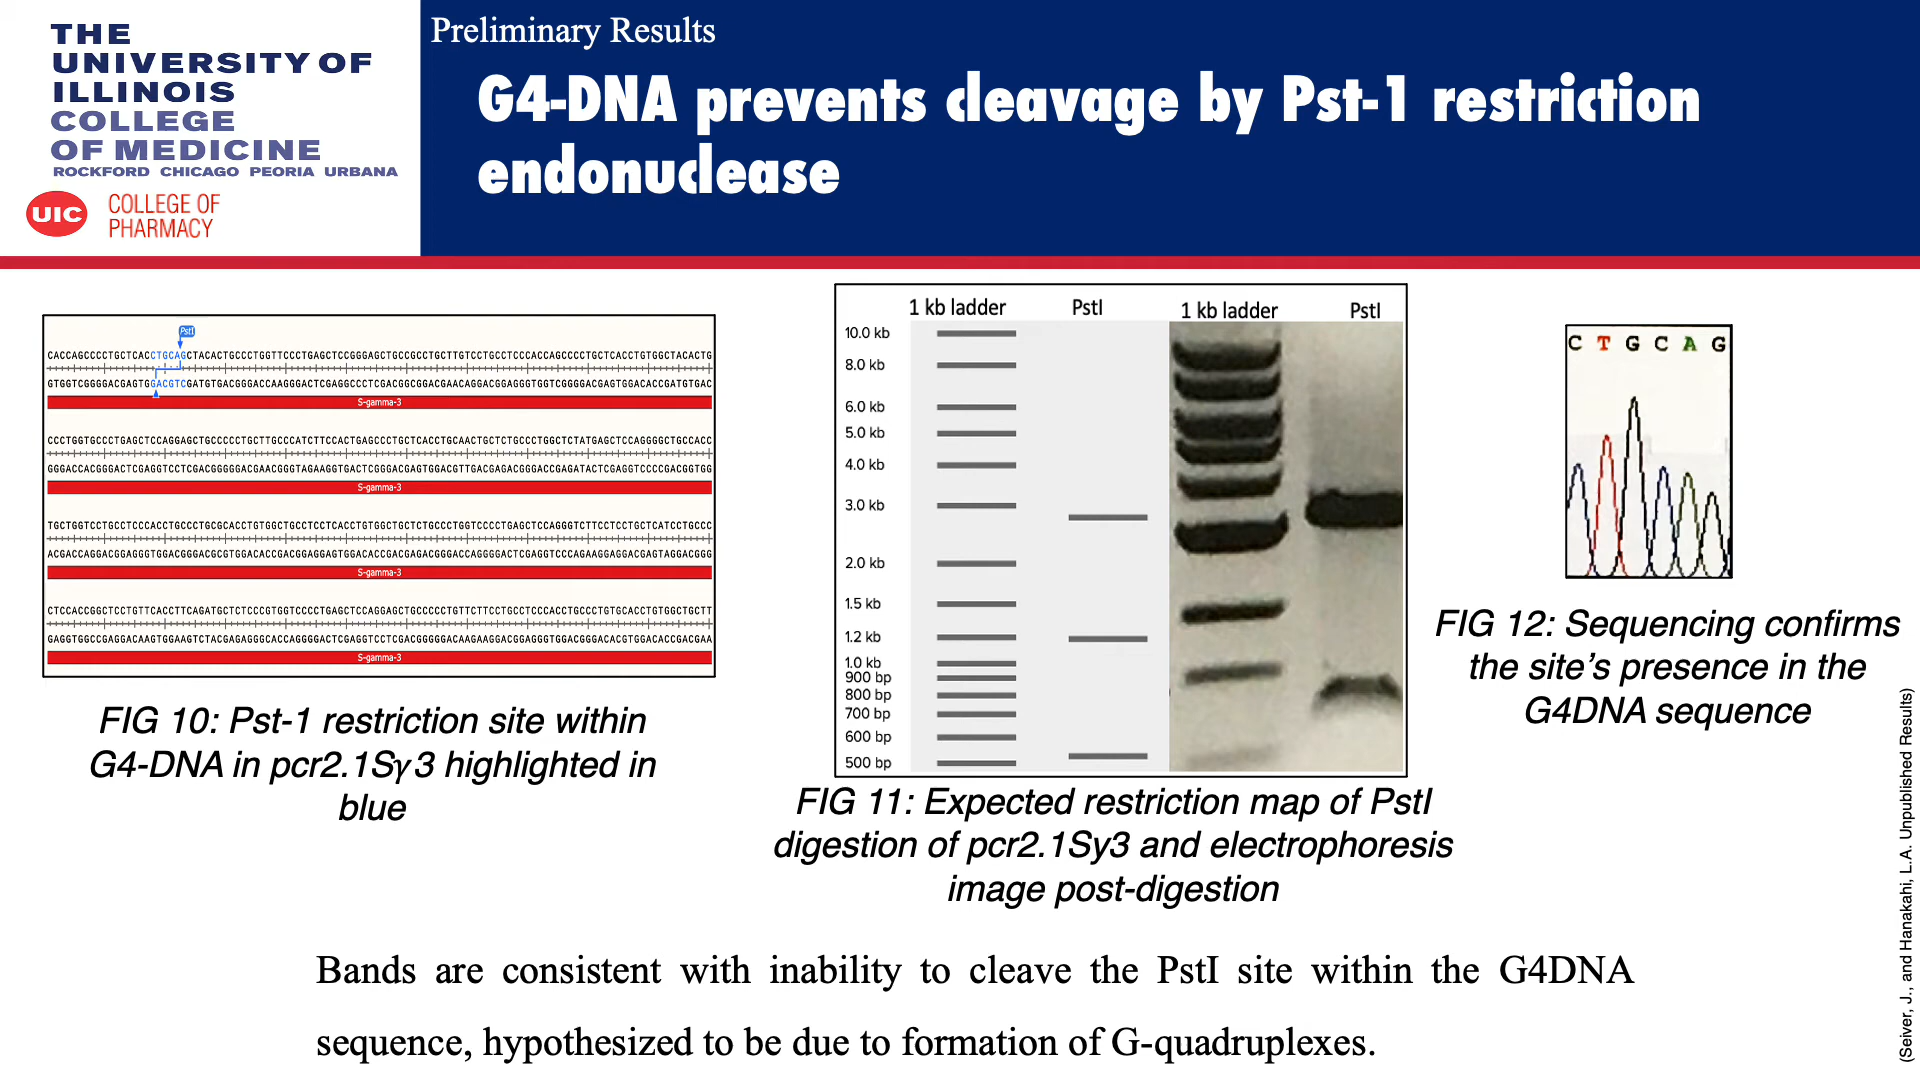 THE
UNIVERSITY OF
ILLINOIS
COLLEGE
OF MEDICINE
ROCKFORD CHICAGO PEORIA URBANA
UIC
COLLEGE OF
PHARMACY
Preliminary Results
G4-DNA prevents cleavage by Pst-1 restriction
endonuclease
PstI
CACCAGCCCCTGCTCACCTGCAGCTACACTGCCCTGGTTCCCTGAGCTCCGGGAGCTGCCGCCTGCTTGTCCTGCCTCCCACCAGCCCCTGCTCACCTGTGGCTACACTG
GTGGTCGGGGACGAGTGGACGTCGATGTGACGGGACCAAGGGACTCGAGGCCCTCGACGGCGGACGAACAGGACGGAGGGTGGTCGGGGACGAGTGGACACCGATGTGAC
S-gamma-3
CCCTGGTGCCCTGAGCTCCAGGAGCTGCCCCCTGCTTGCCCATCTTCCACTGAGCCCTGCTCACCTGCAACTGCTCTGCCCTGGCTCTATGAGCTCCAGGGGCTGCCACC
GGGACCACGGGACTCGAGGTCCTCGACGGGGGACGAACGGGTAGAAGGTGACTCGGGACGAGTGGACGTTGACGAGACGGGACCGAGATACTCGAGGTCCCCGACGGTGG
S-gamma-3
TGCTGGTCCTGCCTCCCACCTGCCCTGCGCACCTGTGGCTGCCTCCTCACCTGTGGCTGCTCTGCCCTGGTCCCCTGAGCTCCAGGGTCTTCCTCCTGCTCATCCTGCCC
ACGACCAGGACGGAGGGTGGACGGGACGCGTGGACACCGACGGAGGAGTGGACACCGACGAGACGGGACCAGGGGACTCGAGGTCCCAGAAGGAGGACGAGTAGGACGGG
S-gamma-3
CTCCACCGGCTCCTGTTCACCTTCAGATGCTCTCCCGTGGTCCCCTGAGCTCCAGGAGCTGCCCCCTGTTCTTCCTGCCTCCCACCTGCCCTGTGCACCTGTGGCTGCTT
GAGGTGGCCGAGGACAAGTGGAAGTCTACGAGAGGGCACCAGGGGACTCGAGGTCCTCGACGGGGGACAAGAAGGACGGAGGGTGGACGGGACACGTGGACACCGACGAA
S-gamma-3
FIG 10: Pst-1 restriction site within
G4-DNA in pcr2.1Sγ3 highlighted in
blue
1 kb ladder PstI 1 kb ladder PstI
10.0 kb
8.0 kb
6.0 kb
5.0 kb
4.0 kb
3.0 kb
2.0 kb
1.5 kb
1.2 kb
1.0 kb
900 bp
800 bp
700 bp
600 bp
500 bp
FIG 11: Expected restriction map of PstI
digestion of pcr2.1Sy3 and electrophoresis
image post-digestion
C T G C A G
FIG 12: Sequencing confirms
the site's presence in the
G4DNA sequence
Bands are consistent with inability to cleave the PstI site within the G4DNA
sequence, hypothesized to be due to formation of G-quadruplexes.
(Seiver, J., and Hanakahi, L.A. Unpublished Results)